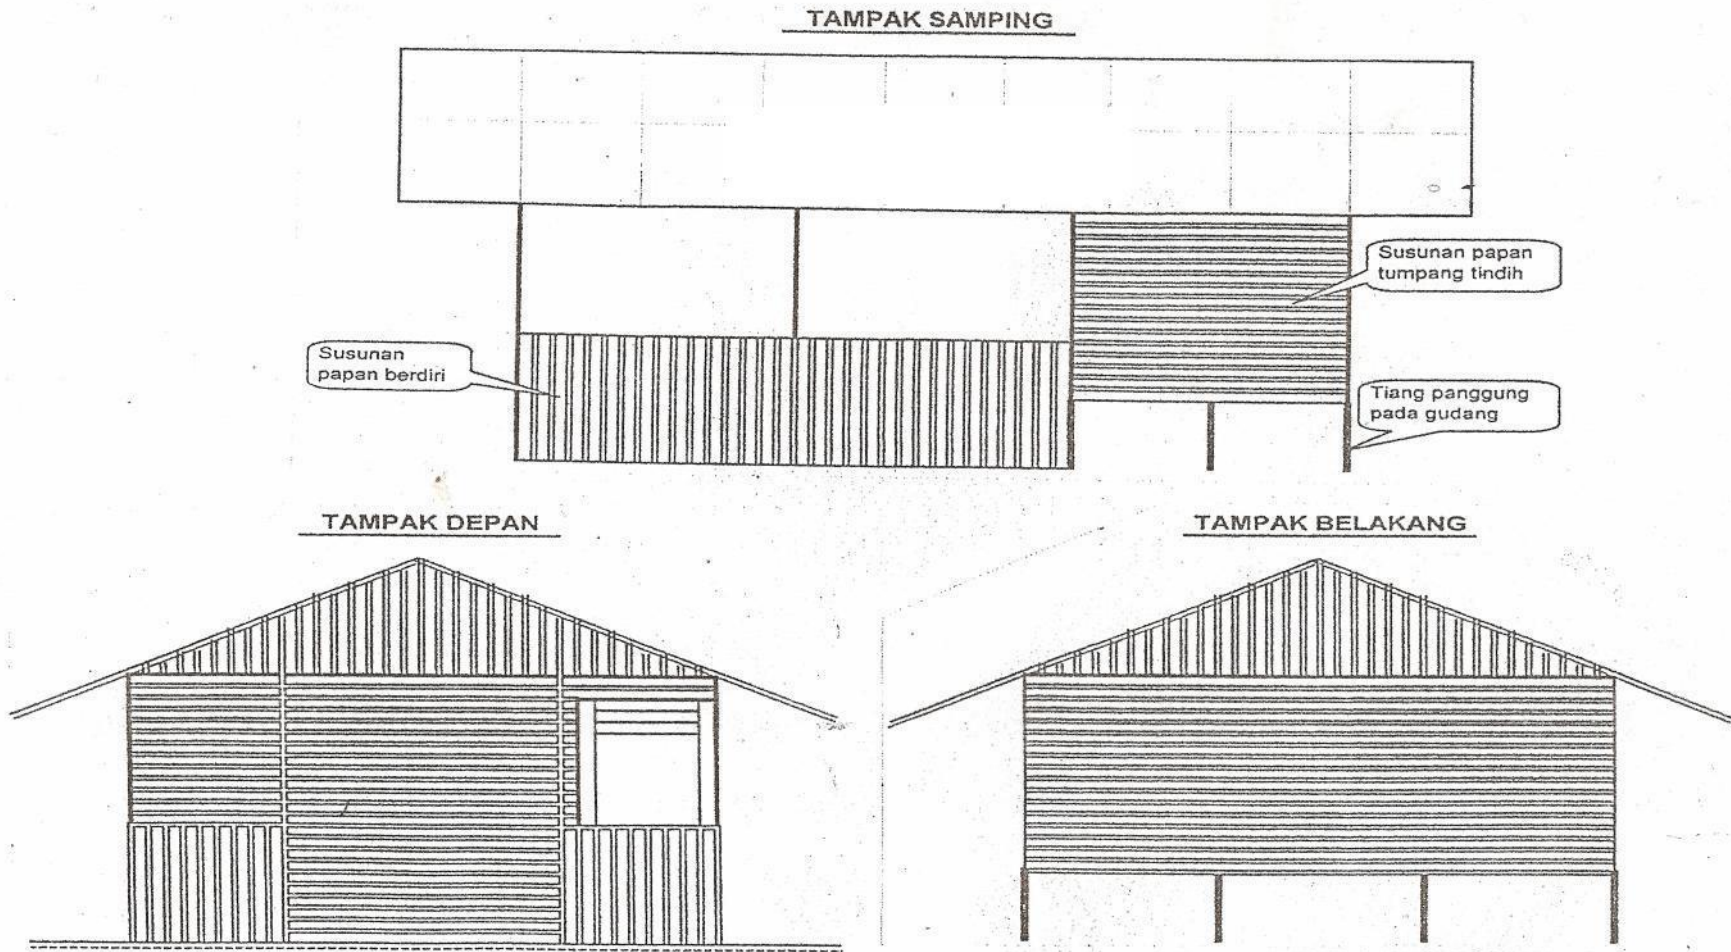 TAMPAK SAMPING
Susunan papan
tumpang tindih
Susunan
papan berdiri
Tiang panggung
pada gudang
TAMPAK DEPAN
TAMPAK BELAKANG